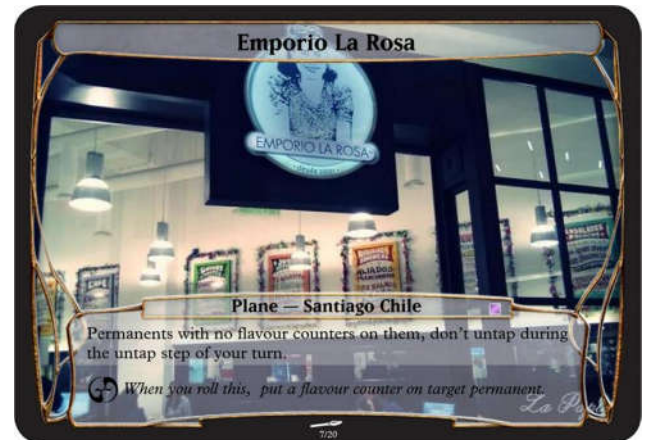 Emporio La Rosa
EMPORIO LA ROSA
ALIADOS
Plane — Santiago Chile
Permanents with no flavour counters on them, don't untap during
the untap step of your turn.
When you roll this, put a flavour counter on target permanent.
7/20